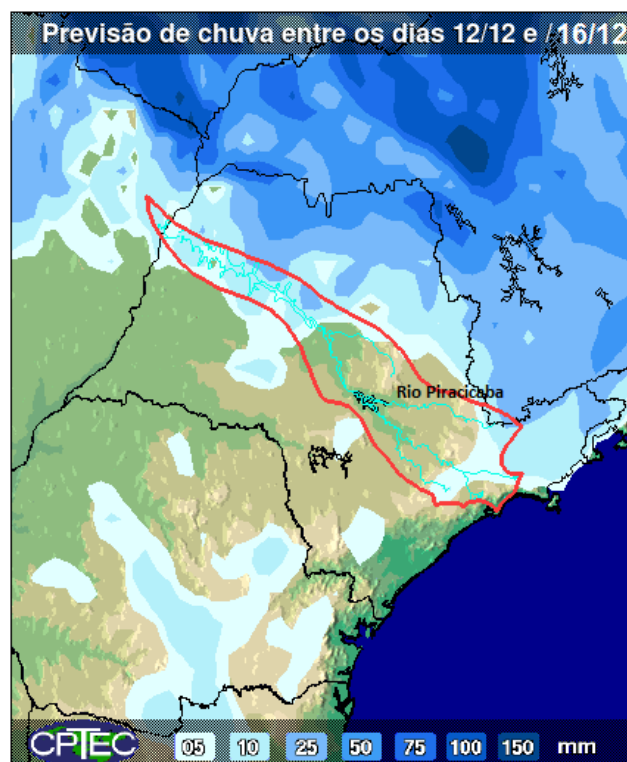 Previsão de chuva entre os dias 12/12 e /16/12
Rio Piracicaba
CPTEC 05 10 25 50 75 100 150 mm